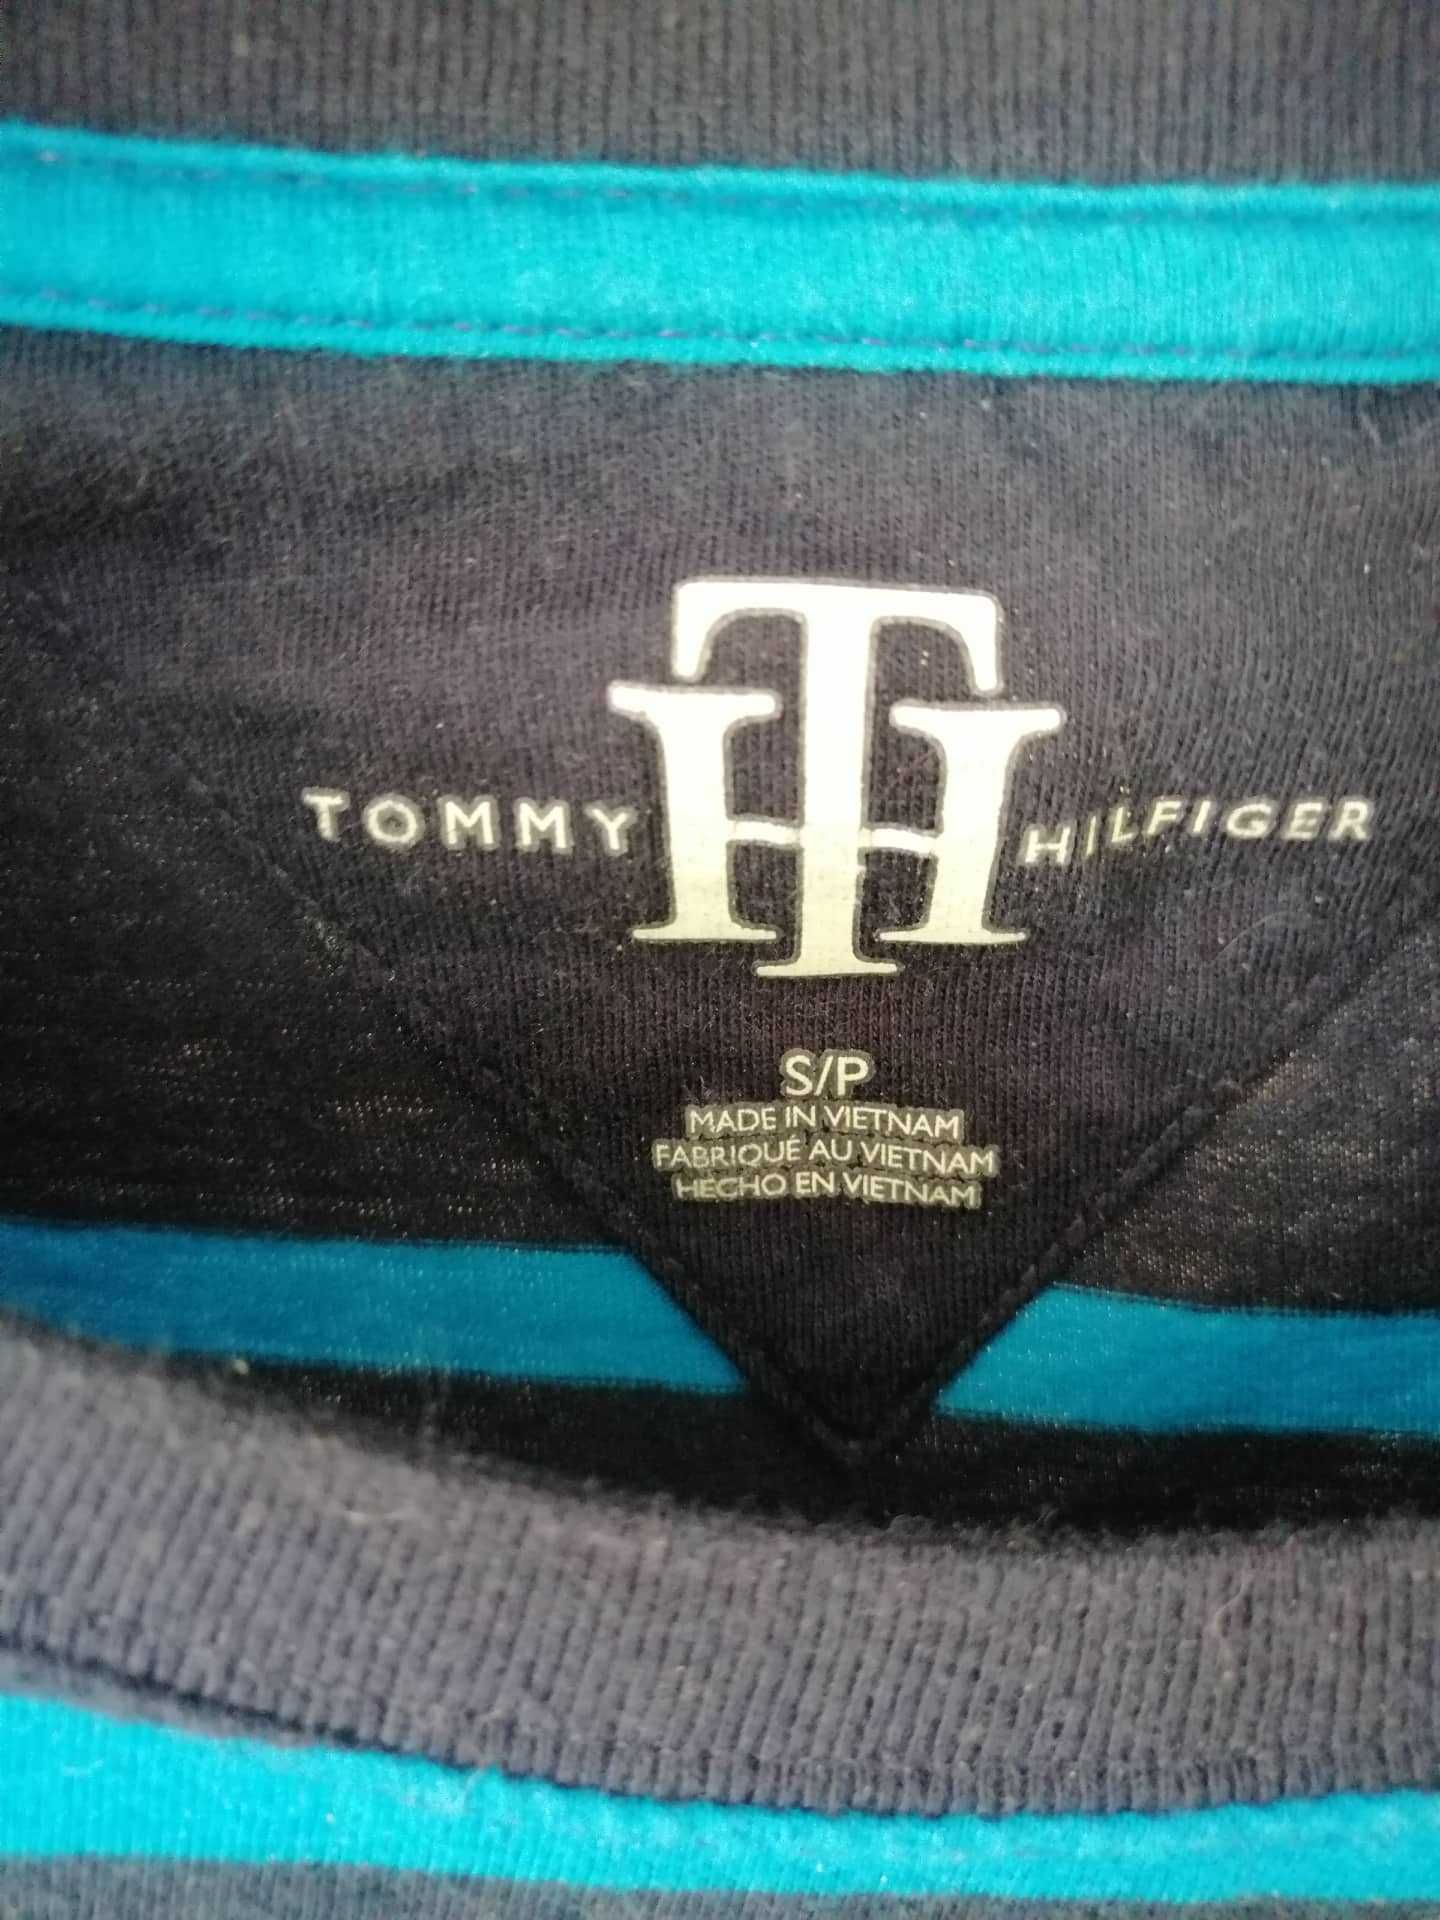 TH
TOMMY HILFIGER
S/P
MADE IN VIETNAM
FABRIQUÉ AU VIETNAM
HECHO EN VIETNAM